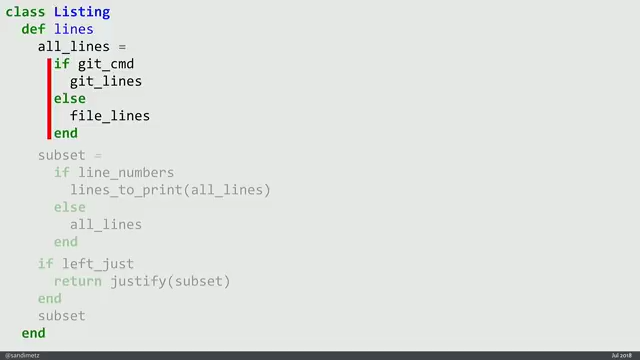 class Listing
  def lines
    all_lines =
      if git_cmd
        git_lines
      else
        file_lines
      end
    subset =
      if line_numbers
        lines_to_print(all_lines)
      else
        all_lines
      end
    if left_just
      return justify(subset)
    end
    subset
  end
@sandimetz
Jul 2018